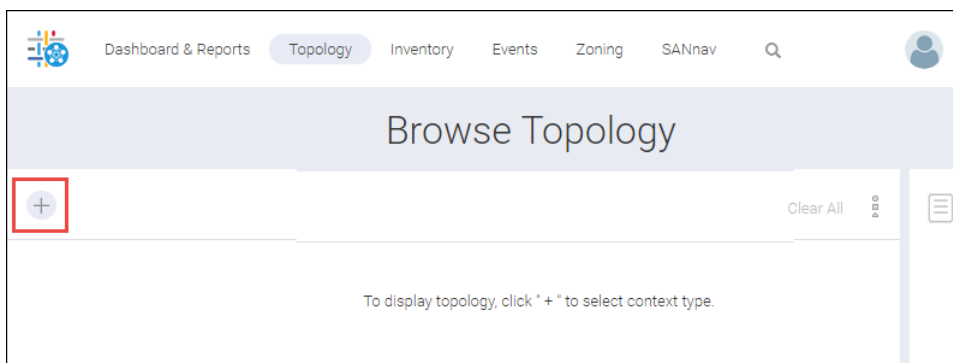 Dashboard & Reports Topology Inventory Events Zoning SANnav
Browse Topology
+ Clear All
To display topology, click " + " to select context type.